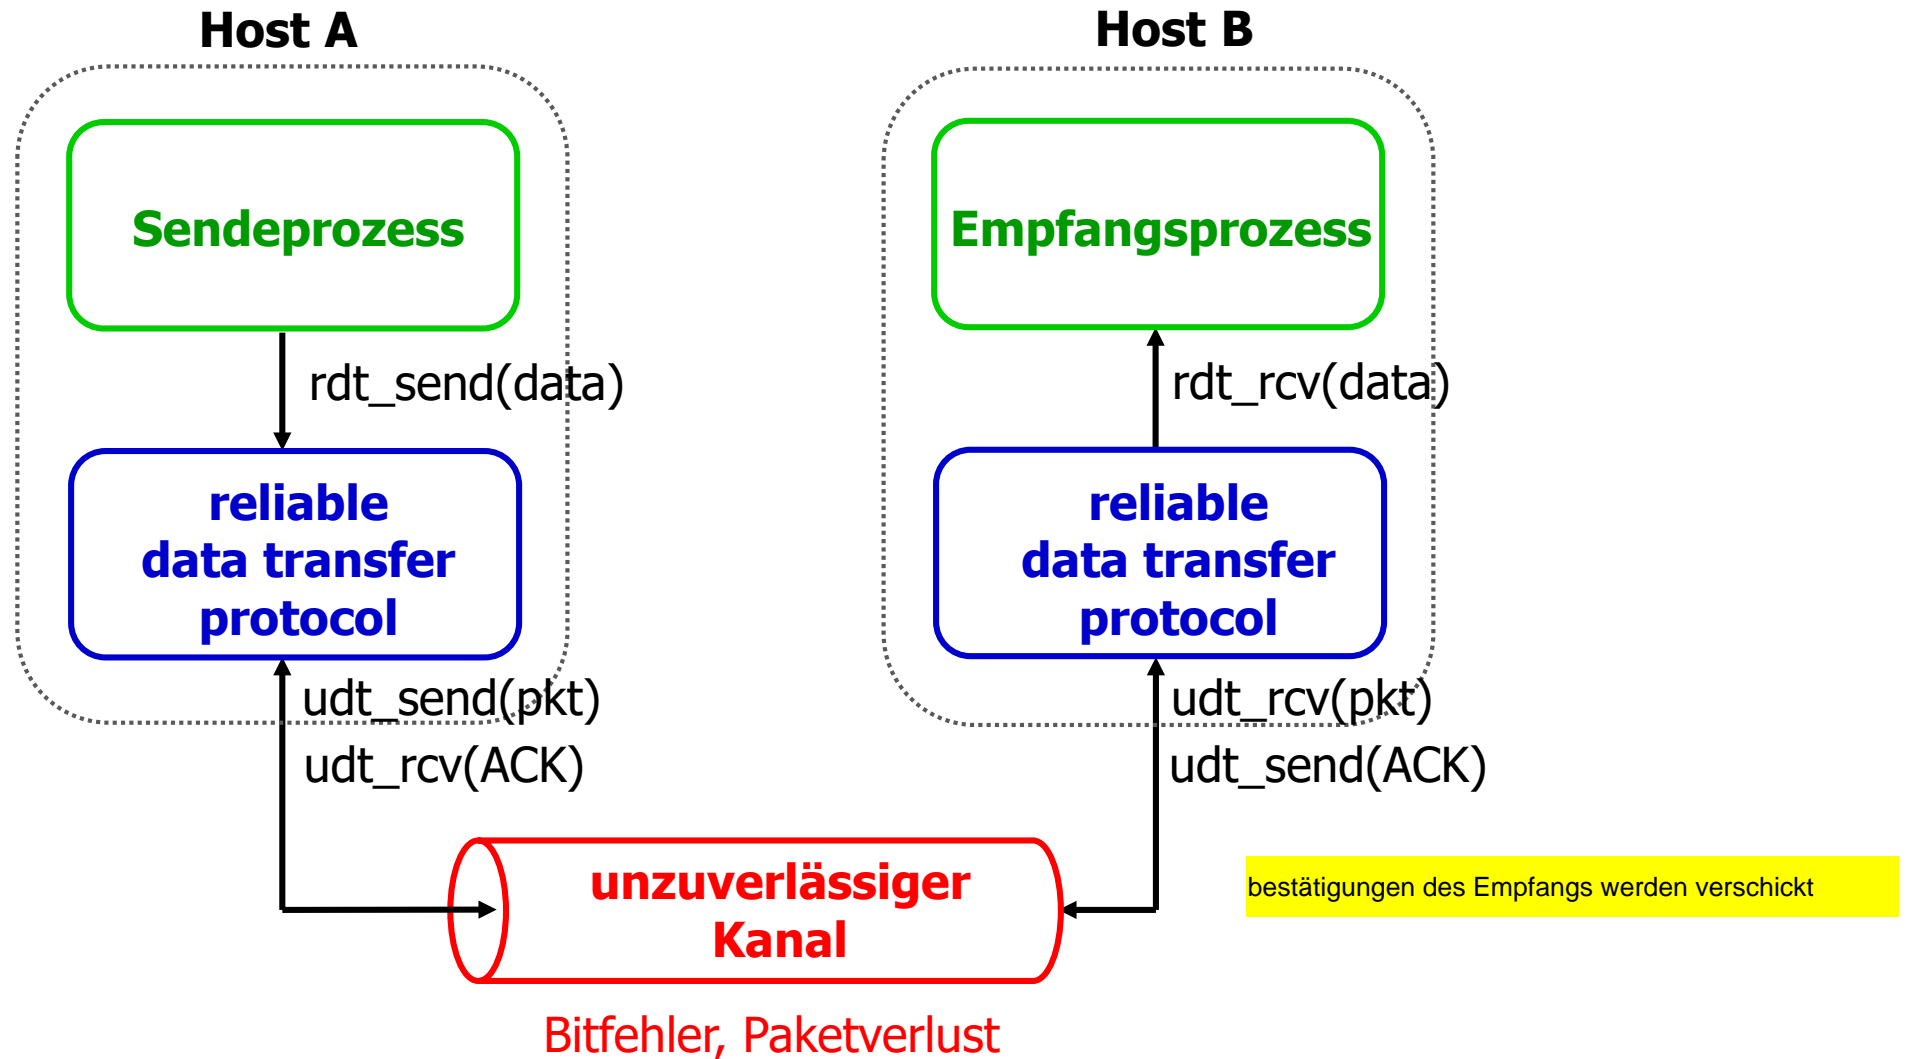 Host A
Host B
Sendeprozess
Empfangsprozess
rdt_send(data)
rdt_rcv(data)
reliable
data transfer
protocol
reliable
data transfer
protocol
udt_send(pkt)
udt_rcv(ACK)
udt_rcv(pkt)
udt_send(ACK)
unzuverlässiger
Kanal
bestätigungen des Empfangs werden verschickt
Bitfehler, Paketverlust